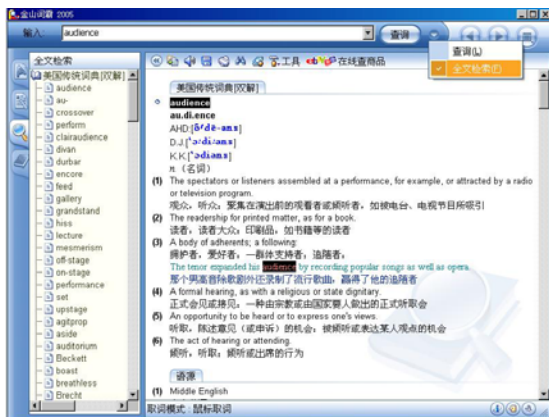 金山词霸 2005
输入: audience
查询
查询(L)
全文检索(F)
全文检索
工具
在线查商品
美国传统词典[双解]
audience
au-
crossover
perform
clairaudience
divan
durbar
encore
feed
gallery
grandstand
hiss
lecture
mesmerism
off-stage
on-stage
performance
set
upstage
agitprop
aside
auditorium
Beckett
boast
breathless
Brecht
美国传统词典[双解]
audience
au.di.ence
AHD:[ô′dē-əns]
D.J.[ˈɔːdiːəns]
K.K.[ˈɔdiəns]
n.(名词)
(1) The spectators or listeners assembled at a performance, for example, or attracted by a radio
or television program.
观众,听众:聚集在演出前的观看者或倾听者,如被电台、电视节目所吸引
(2) The readership for printed matter, as for a book.
读者:读者大众:印刷品,如书籍等的读者
(3) A body of adherents; a following:
拥护者,爱好者,一群体支持者;追随者:
The tenor expanded his audience by recording popular songs as well as opera.
那个男高音除歌剧外还录制了流行歌曲,赢得了他的追随者
(4) A formal hearing, as with a religious or state dignitary.
正式会见或拜见:一种由宗教或由国家要人做出的正式听取会
(5) An opportunity to be heard or to express one's views.
听取,陈述意见(或申诉)的机会:被倾听或表达某人观点的机会
(6) The act of hearing or attending.
倾听,听取:倾听或出席的行为
语源
(1) Middle English
取词模式:鼠标取词